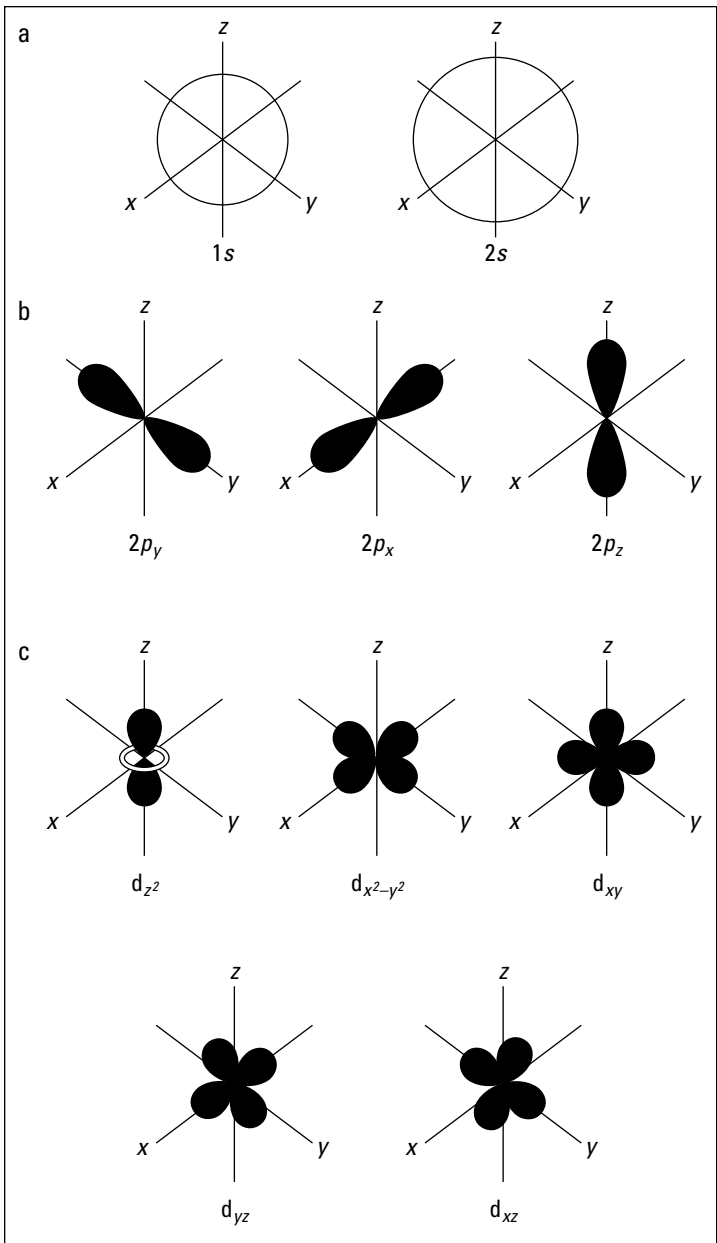 a
z z
x y x y
1s 2s
b
z z z
x y x y x y
2p_y 2p_x 2p_z
c
z z z
x y x y x y
d_z² d_x²–y² d_xy
z z
x y x y
d_yz d_xz